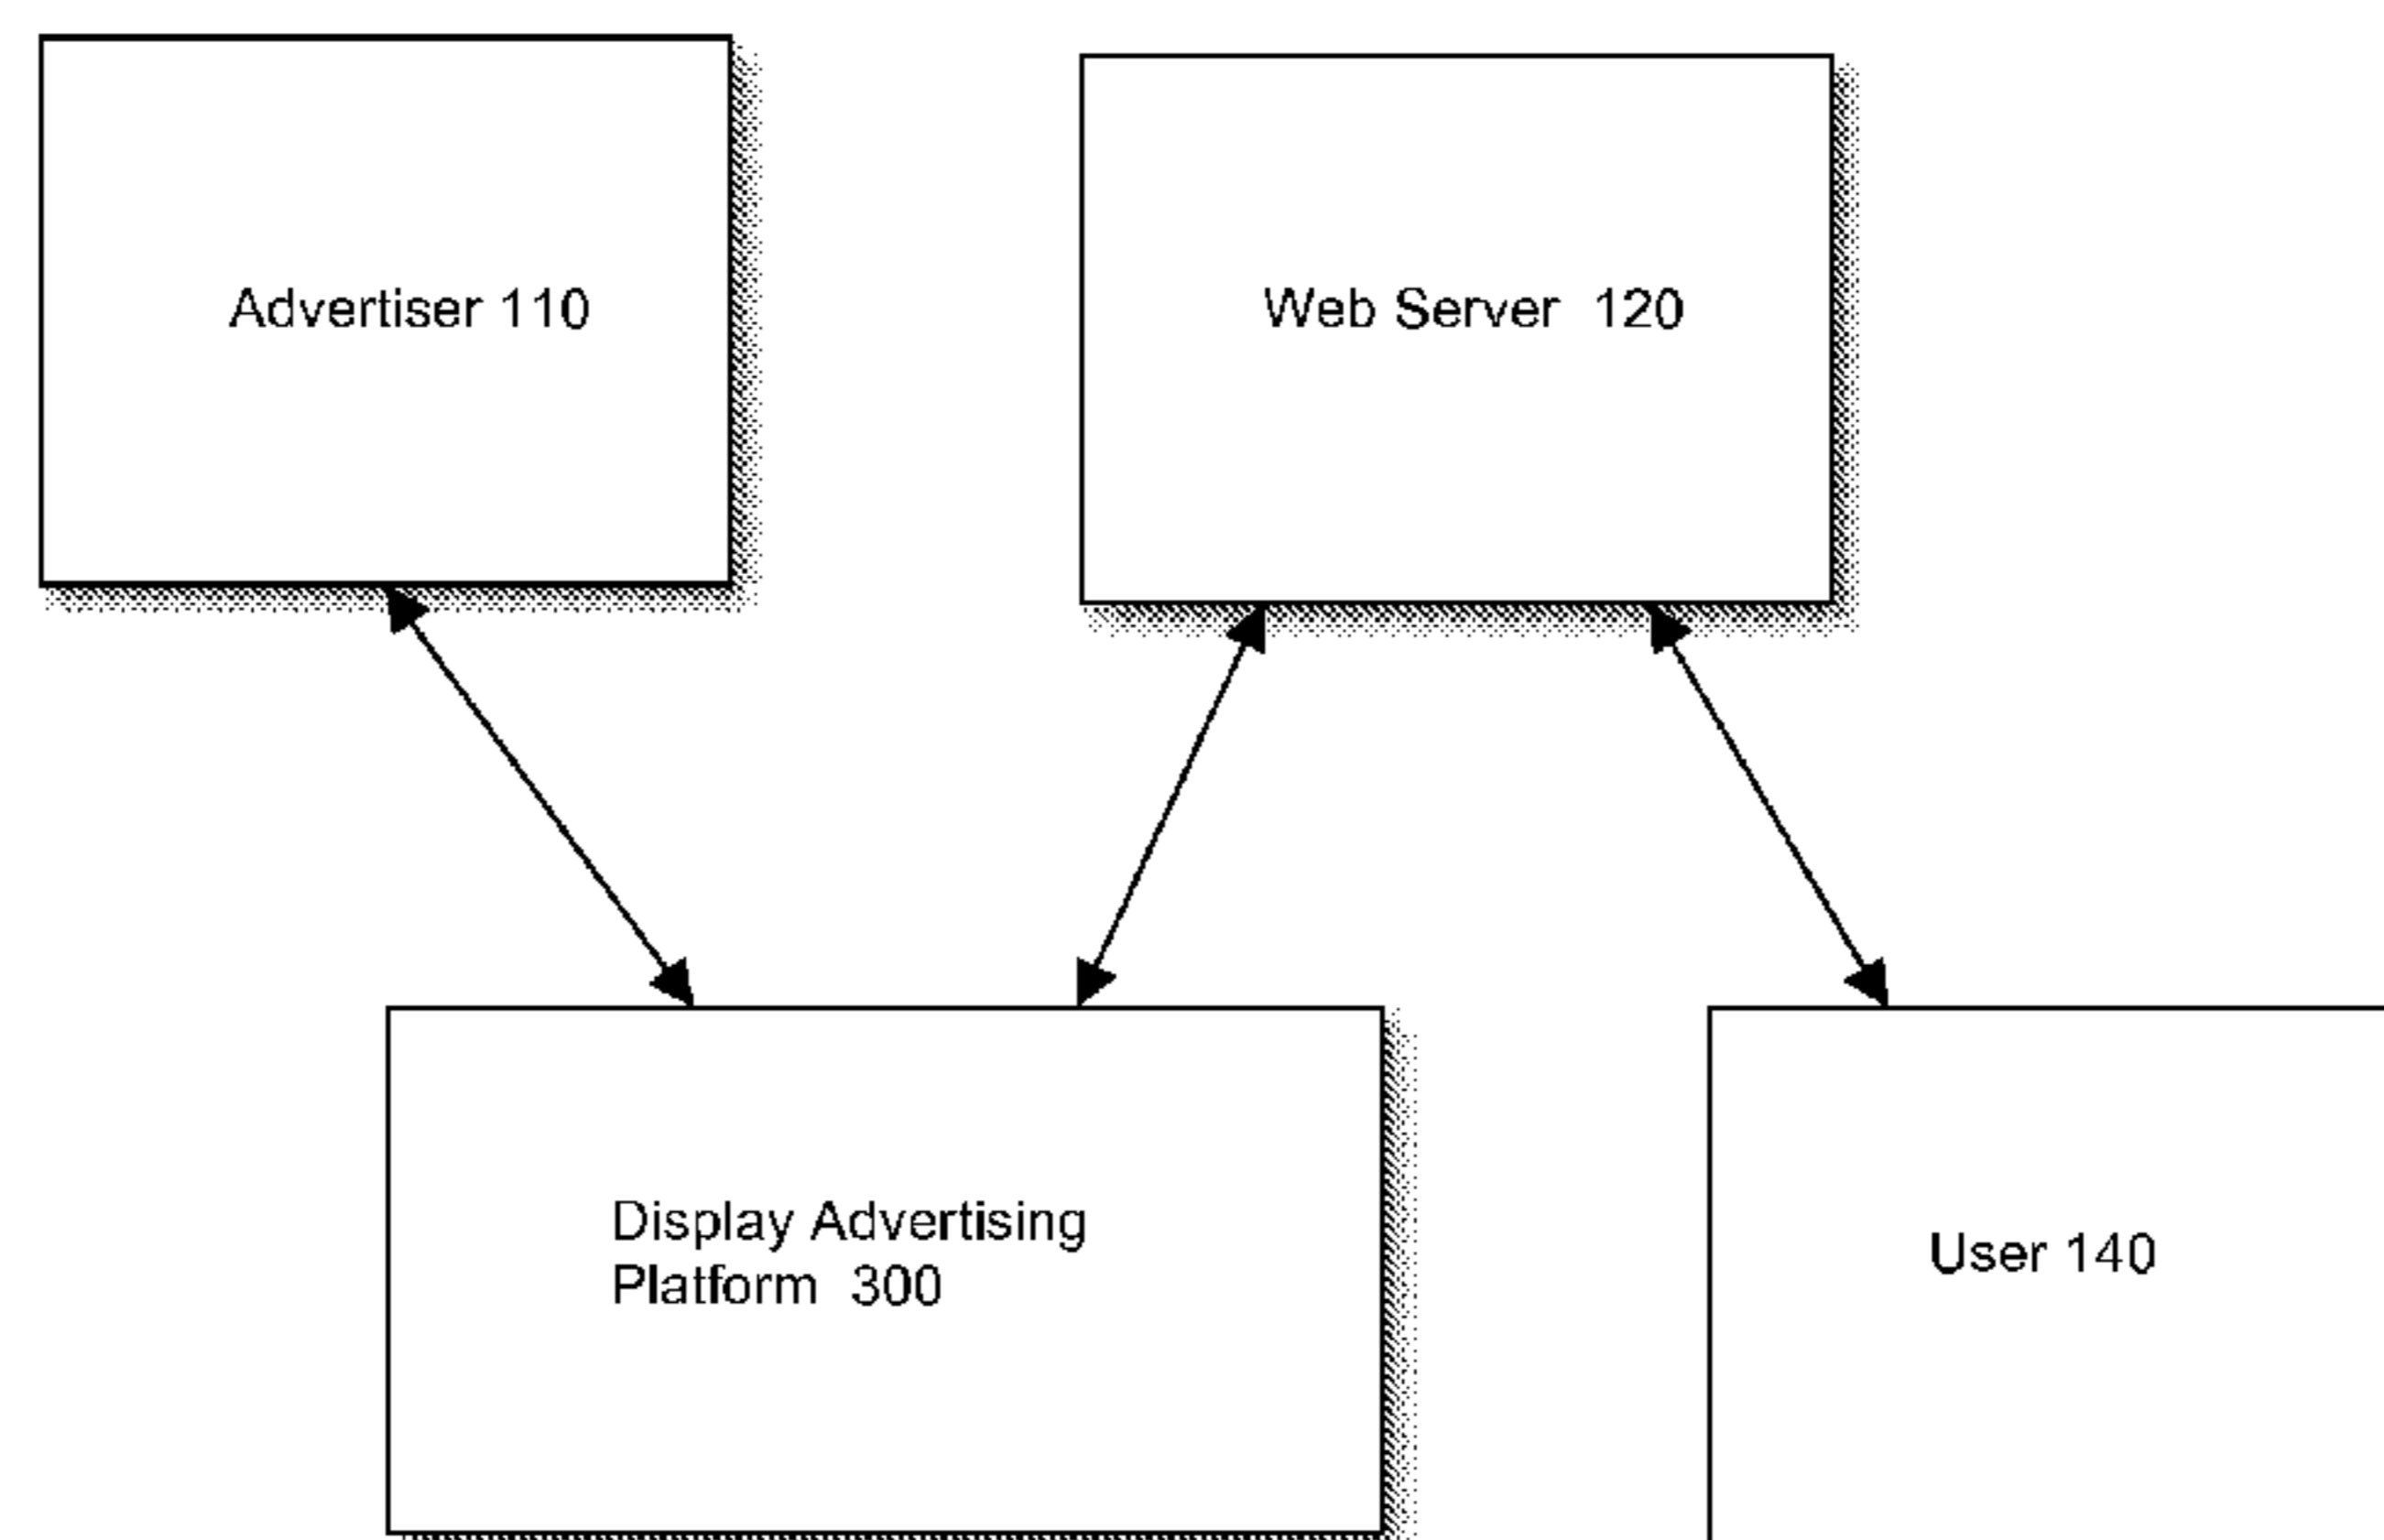 Advertiser 110
Web Server 120
Display Advertising
Platform 300
User 140